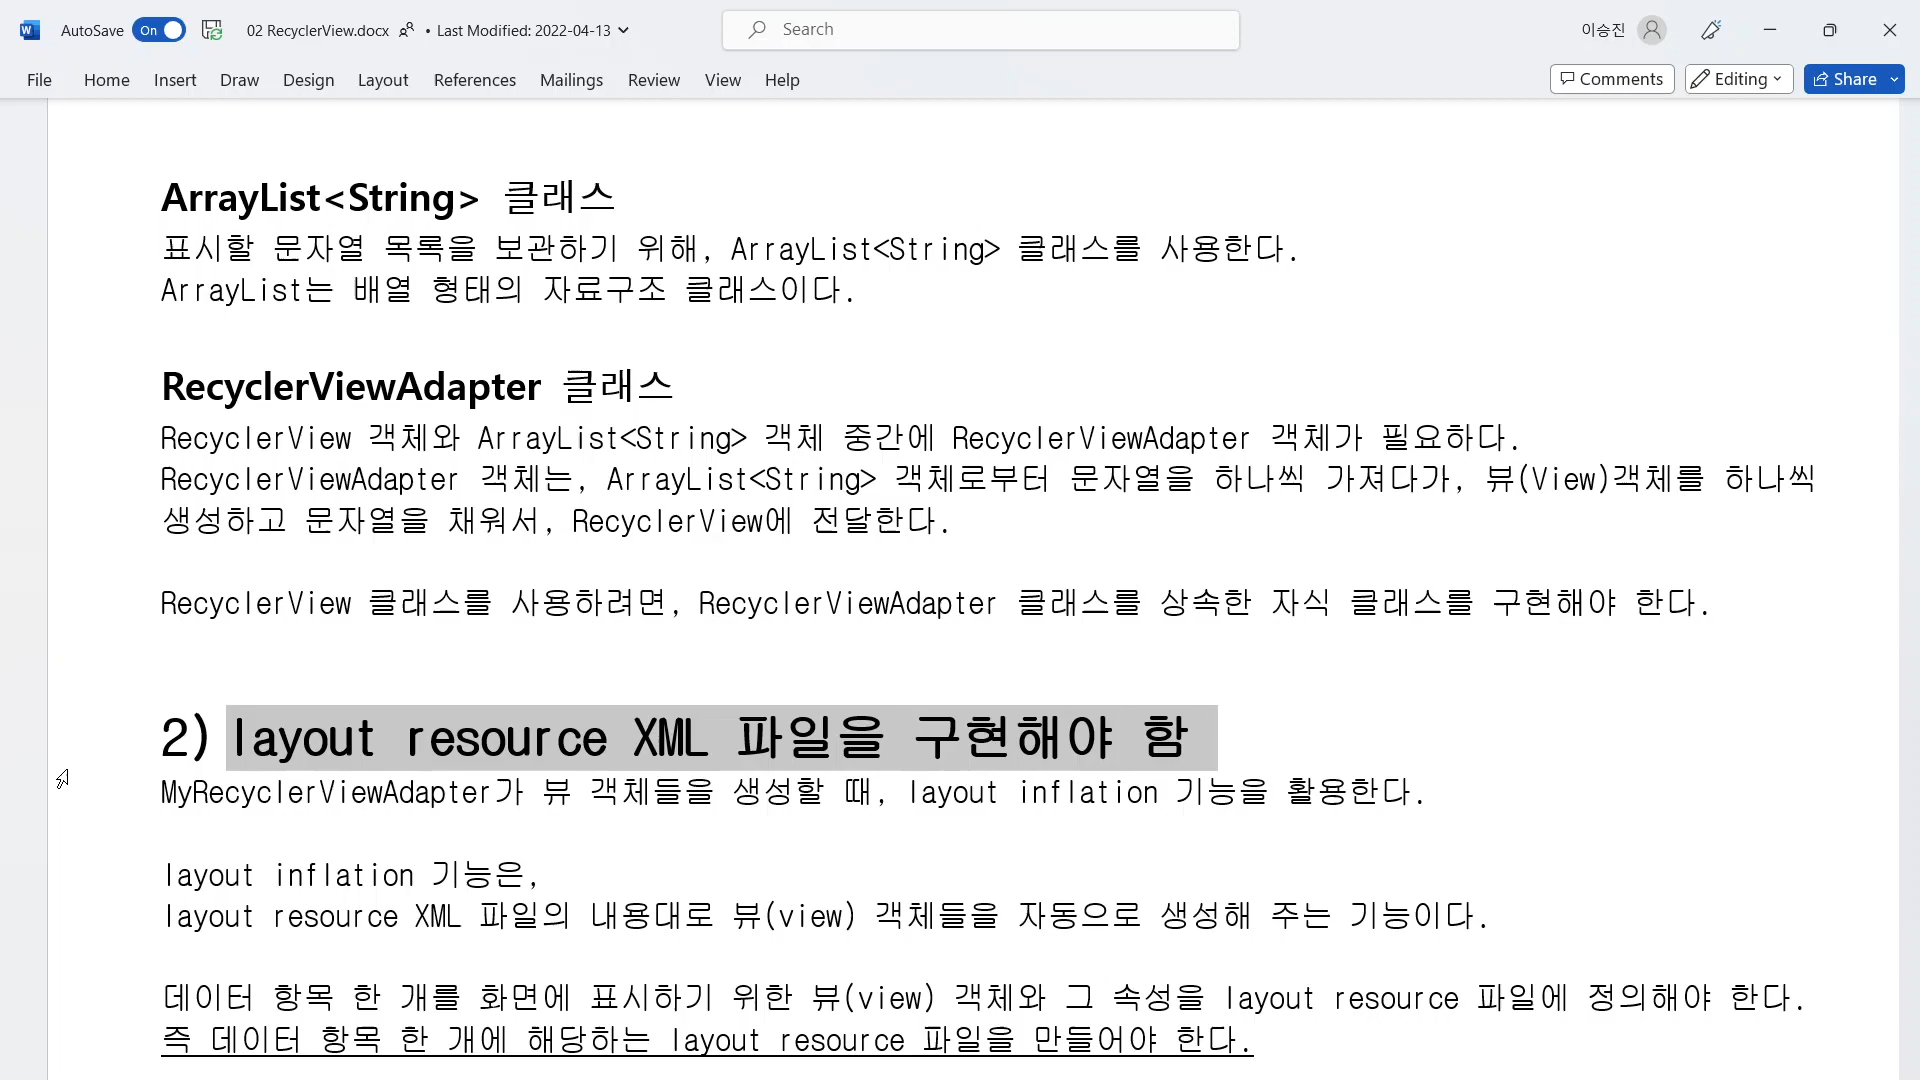 AutoSave On 02 RecyclerView.docx • Last Modified: 2022-04-13 Search 이승진
File Home Insert Draw Design Layout References Mailings Review View Help Comments Editing Share
ArrayList<String> 클래스
표시할 문자열 목록을 보관하기 위해, ArrayList<String> 클래스를 사용한다.
ArrayList는 배열 형태의 자료구조 클래스이다.
RecyclerViewAdapter 클래스
RecyclerView 객체와 ArrayList<String> 객체 중간에 RecyclerViewAdapter 객체가 필요하다.
RecyclerViewAdapter 객체는, ArrayList<String> 객체로부터 문자열을 하나씩 가져다가, 뷰(View)객체를 하나씩
생성하고 문자열을 채워서, RecyclerView에 전달한다.
RecyclerView 클래스를 사용하려면, RecyclerViewAdapter 클래스를 상속한 자식 클래스를 구현해야 한다.
2) layout resource XML 파일을 구현해야 함
MyRecyclerViewAdapter가 뷰 객체들을 생성할 때, layout inflation 기능을 활용한다.
layout inflation 기능은,
layout resource XML 파일의 내용대로 뷰(view) 객체들을 자동으로 생성해 주는 기능이다.
데이터 항목 한 개를 화면에 표시하기 위한 뷰(view) 객체와 그 속성을 layout resource 파일에 정의해야 한다.
즉 데이터 항목 한 개에 해당하는 layout resource 파일을 만들어야 한다.